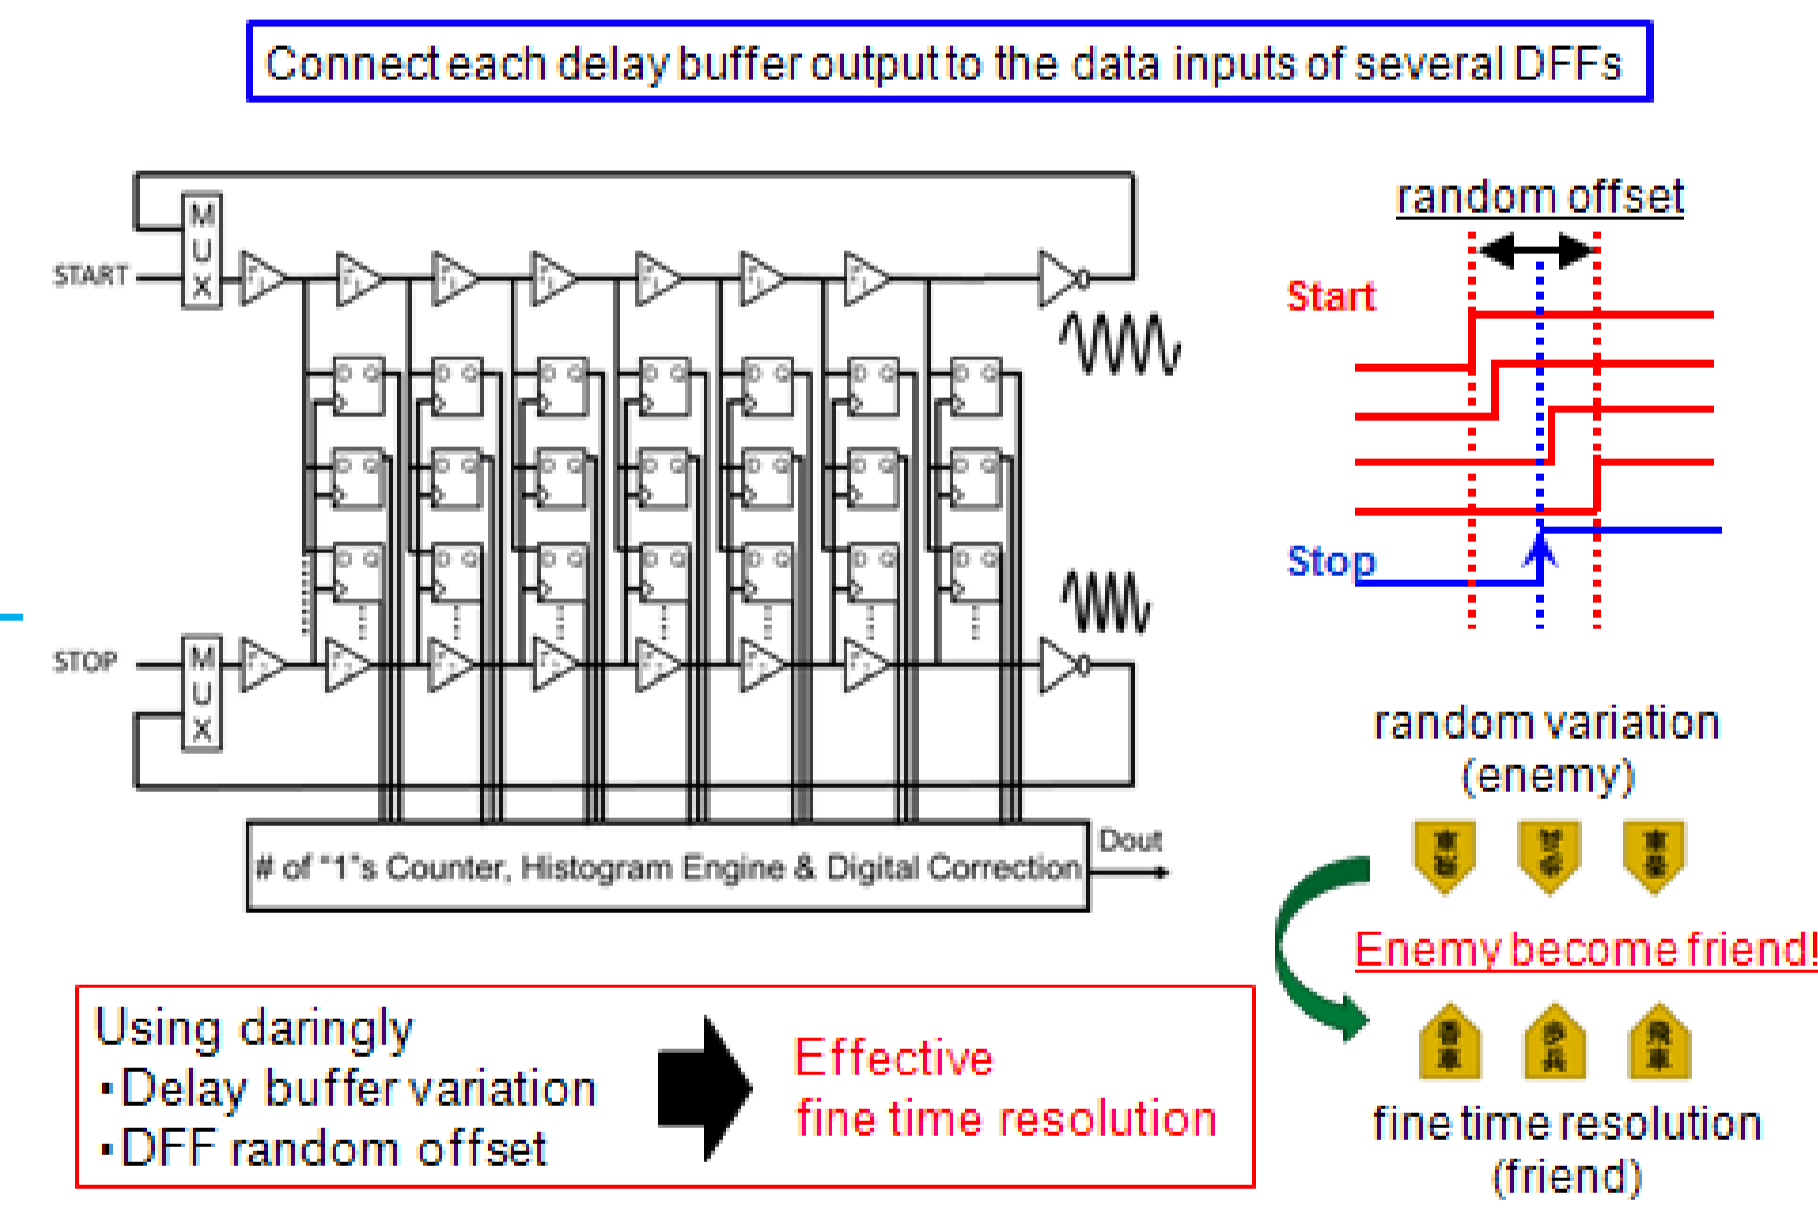 Connect each delay buffer output to the data inputs of several DFFs
random offset
START
MUX
Start
D Q D Q D Q D Q D Q D Q D Q
D Q D Q D Q D Q D Q D Q D Q
D Q D Q D Q D Q D Q D Q D Q
Stop
STOP
MUX
random variation
(enemy)
Dout
# of "1"s Counter, Histogram Engine & Digital Correction
Enemy become friend!
Using daringly
・Delay buffer variation
・DFF random offset
Effective
fine time resolution
fine time resolution
(friend)